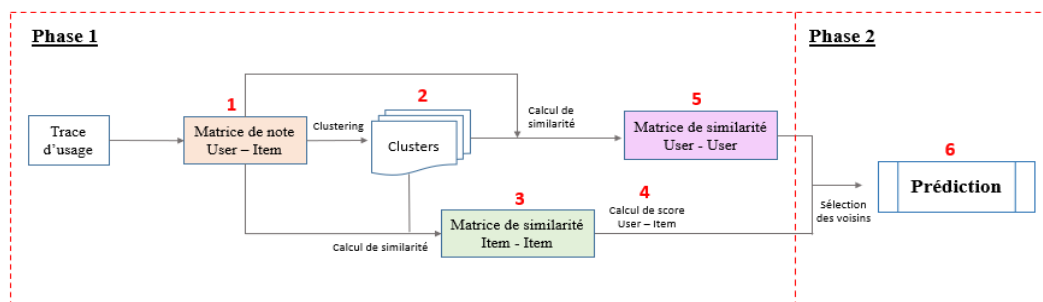 Phase 1
Phase 2
1
2
5
6
3
4
Trace
d'usage
Matrice de note
User – Item
Clustering
Clusters
Calcul de
similarité
Matrice de similarité
User - User
Calcul de similarité
Matrice de similarité
Item - Item
Calcul de score
User – Item
Sélection
des voisins
Prédiction